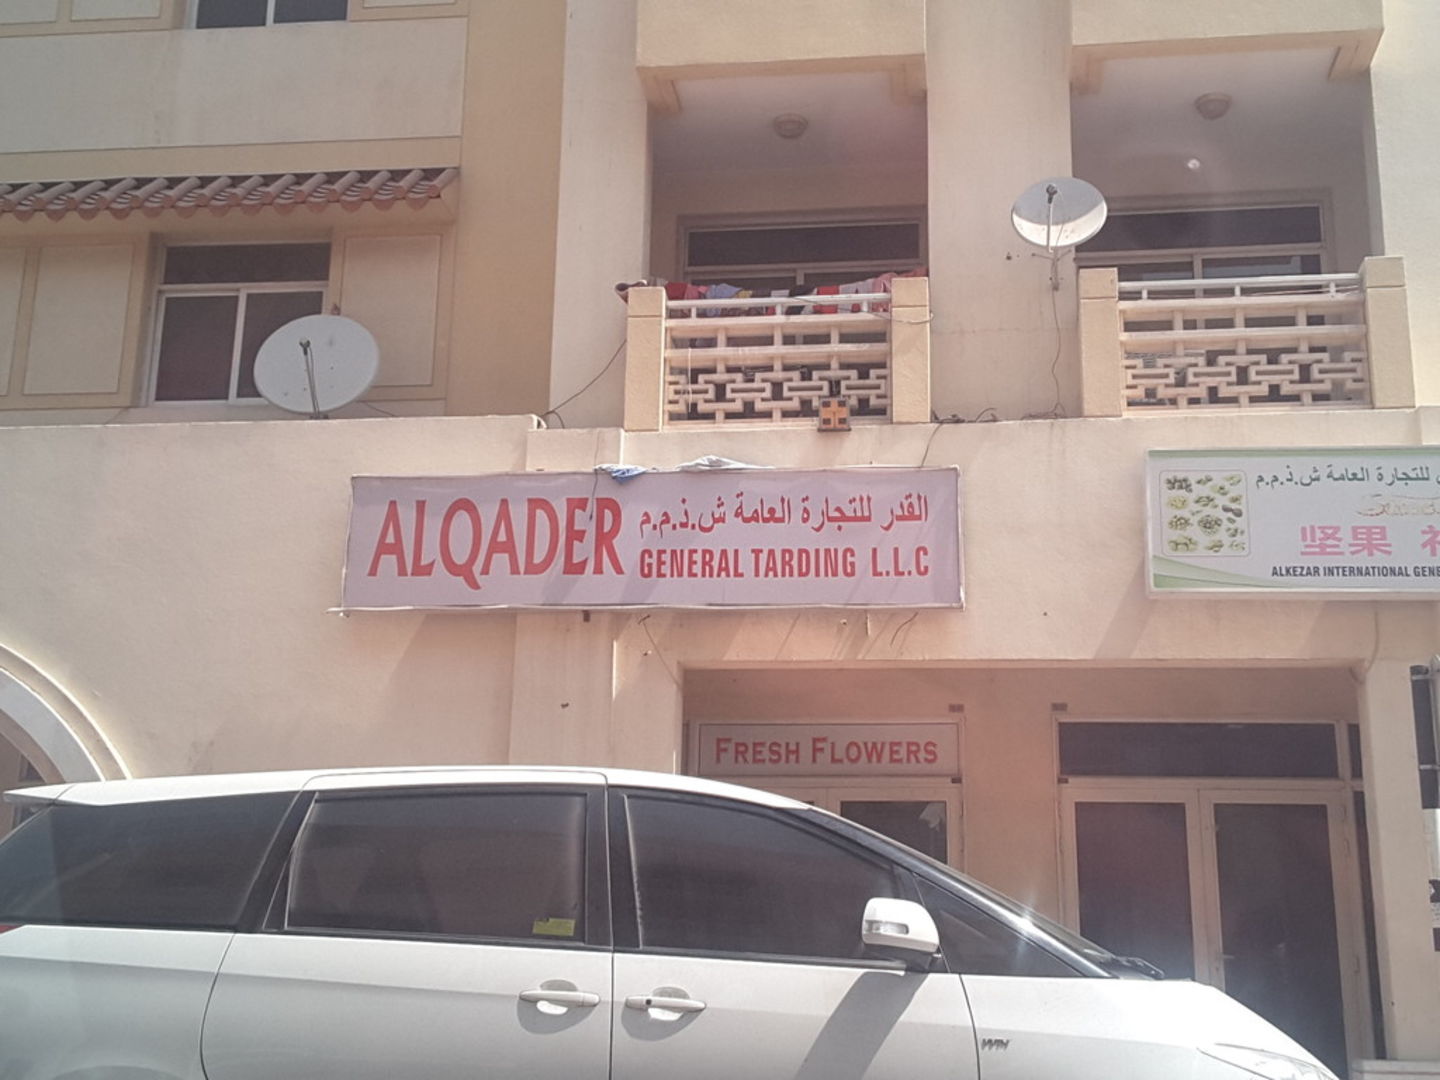 ALQADER
القدر للتجارة العامة ش.ذ.م.م
GENERAL TARDING L.L.C
للتجارة العامة ش.ذ.م.م
坚果
ALKEZAR INTERNATIONAL
FRESH FLOWERS